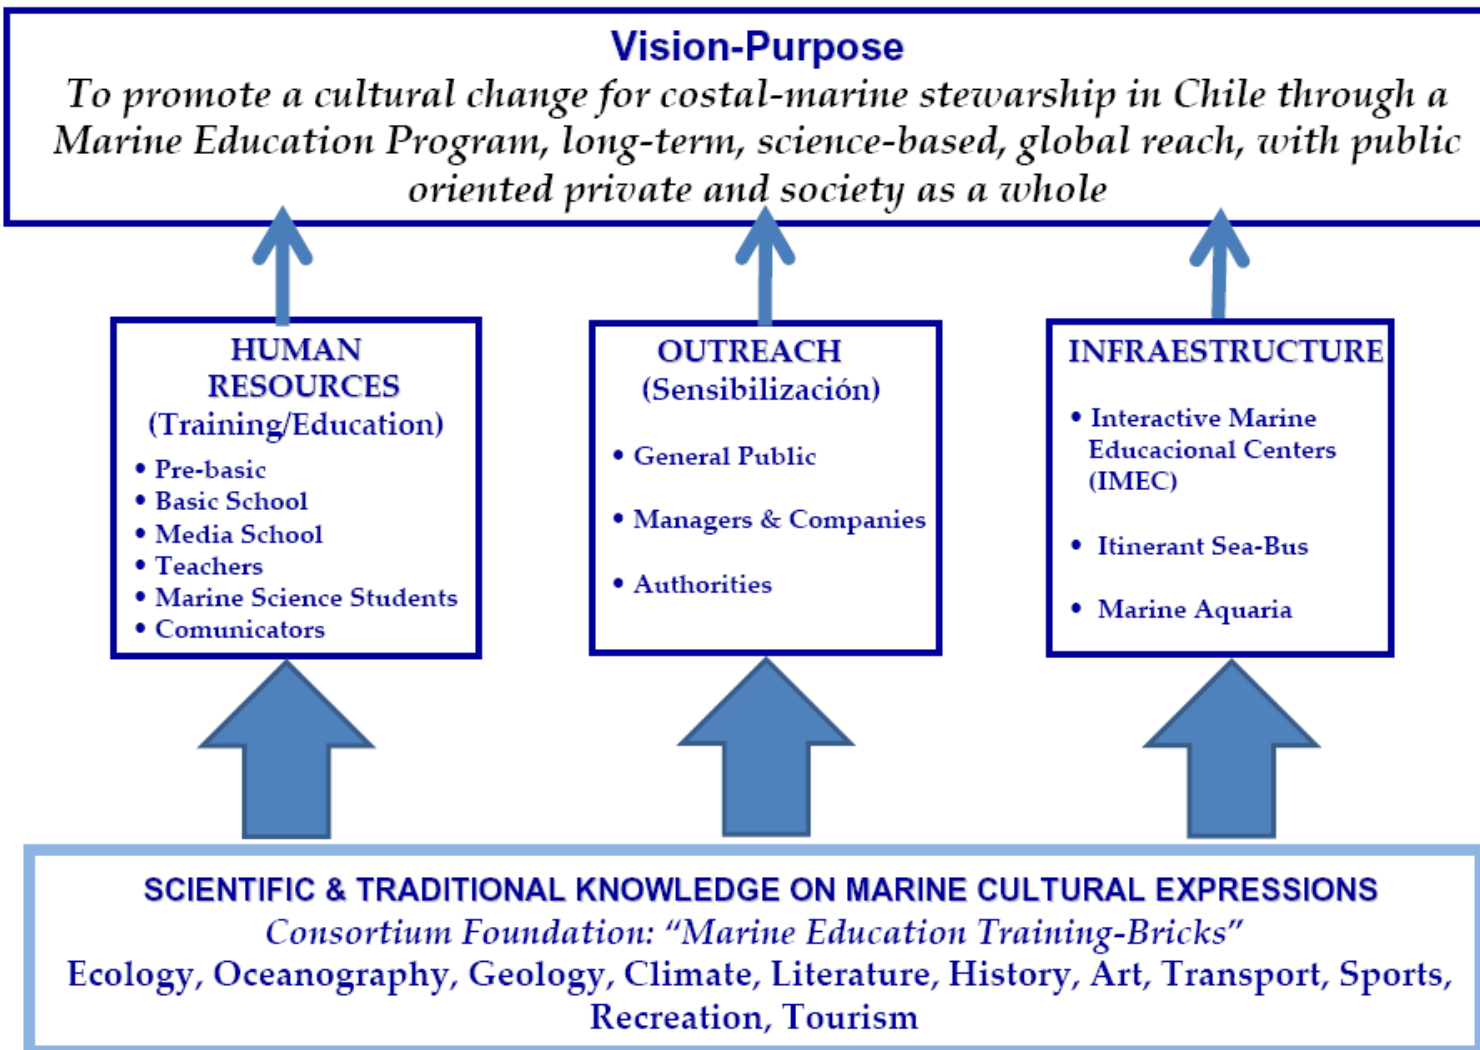 Vision-Purpose
To promote a cultural change for costal-marine stewarship in Chile through a
Marine Education Program, long-term, science-based, global reach, with public
oriented private and society as a whole
HUMAN
RESOURCES
(Training/Education)
• Pre-basic
• Basic School
• Media School
• Teachers
• Marine Science Students
• Comunicators
OUTREACH
(Sensibilización)
• General Public
• Managers & Companies
• Authorities
INFRAESTRUCTURE
• Interactive Marine
Educacional Centers
(IMEC)
• Itinerant Sea-Bus
• Marine Aquaria
SCIENTIFIC & TRADITIONAL KNOWLEDGE ON MARINE CULTURAL EXPRESSIONS
Consortium Foundation: “Marine Education Training-Bricks”
Ecology, Oceanography, Geology, Climate, Literature, History, Art, Transport, Sports,
Recreation, Tourism